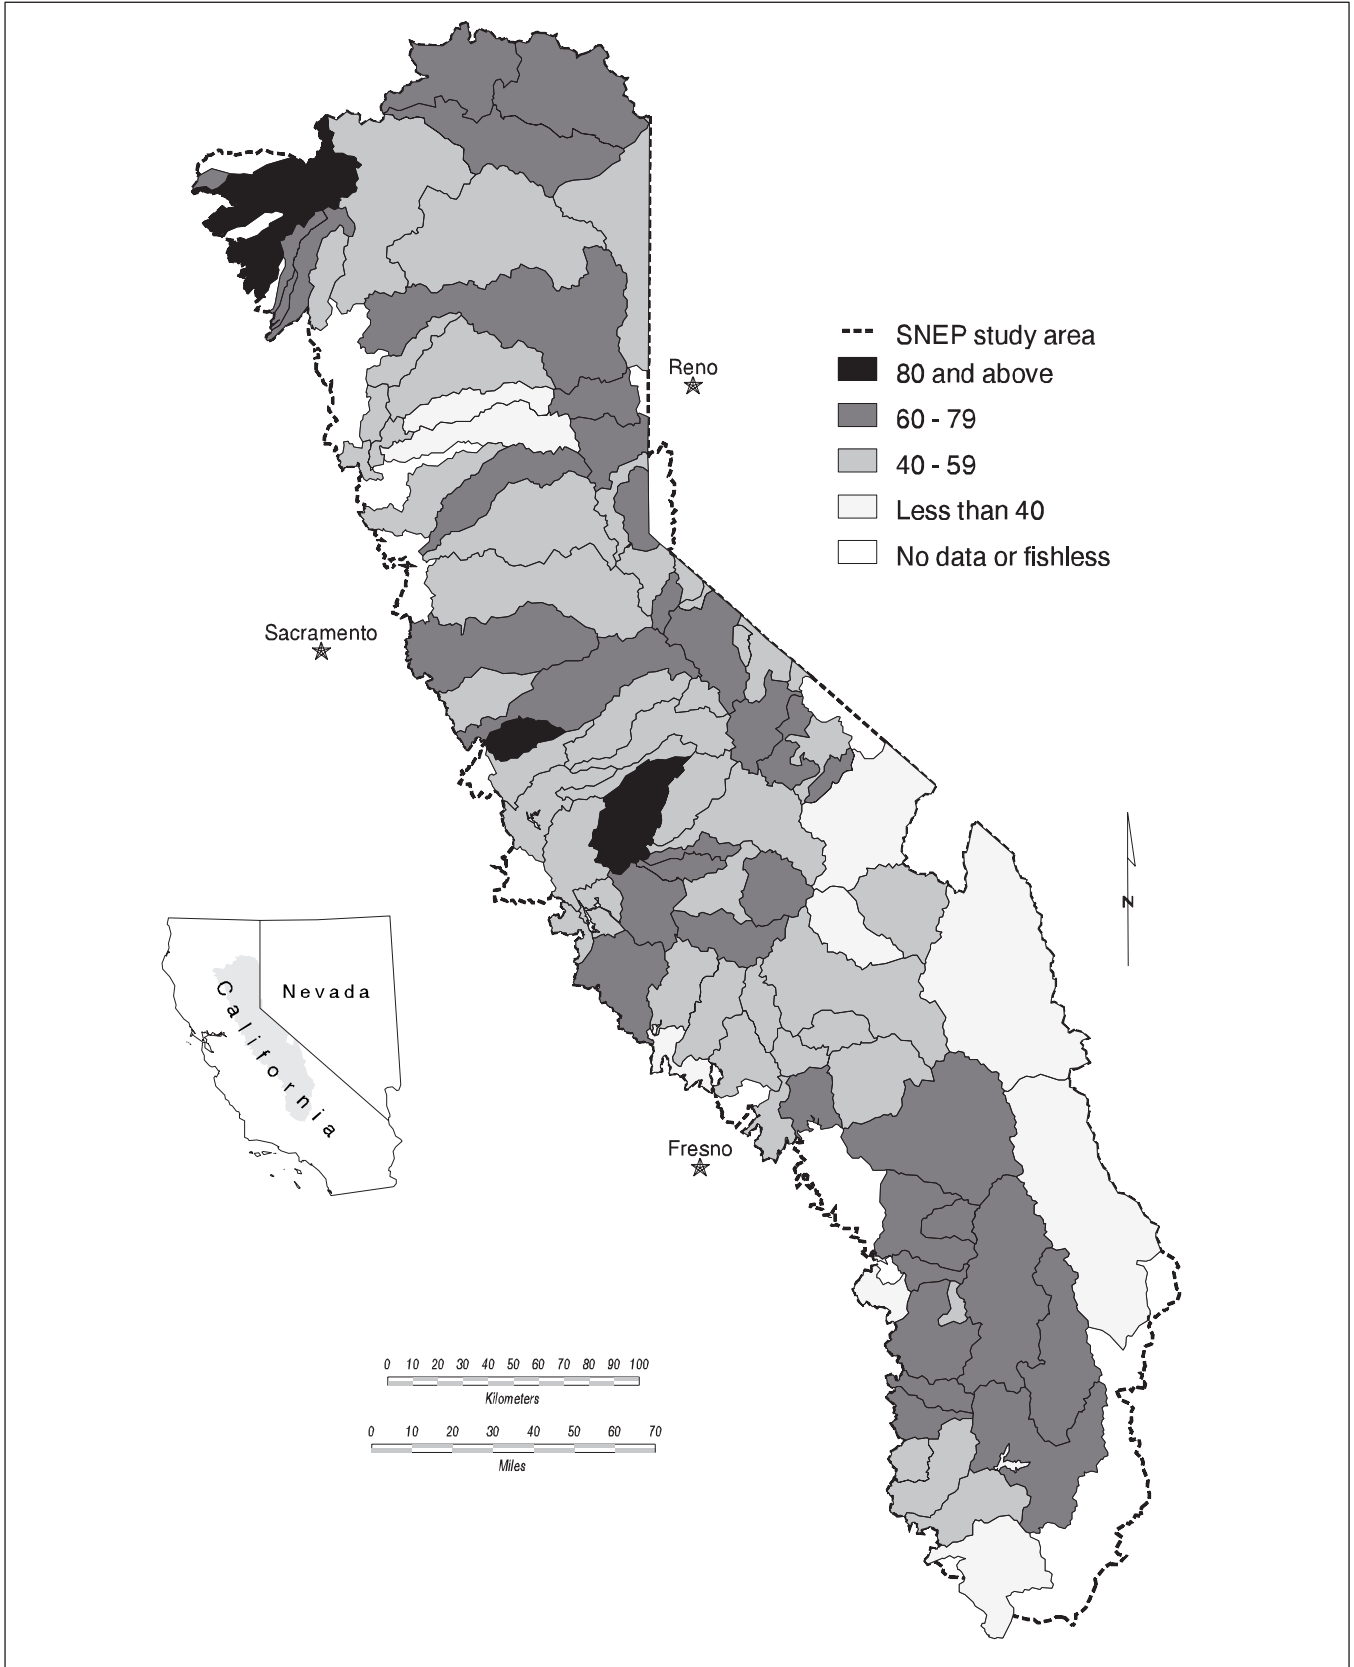 SNEP study area
80 and above
60 - 79
40 - 59
Less than 40
No data or fishless
Reno
Sacramento
N
Nevada
California
Fresno
0 10 20 30 40 50 60 70 80 90 100
Kilometers
0 10 20 30 40 50 60 70
Miles